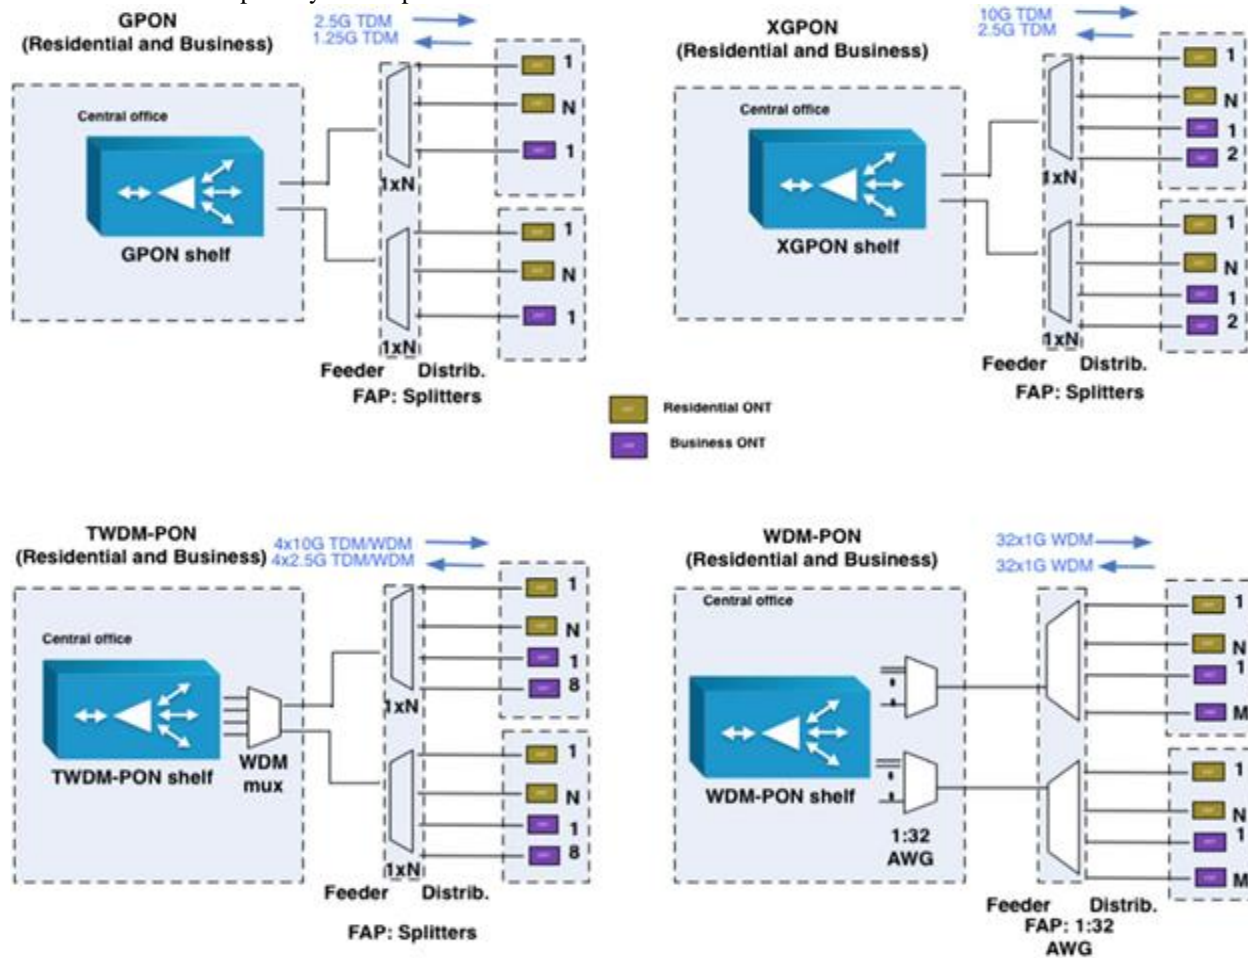 GPON
(Residential and Business)
2.5G TDM
1.25G TDM
Central office
GPON shelf
1xN
1xN
1
N
1
1
N
1
Feeder Distrib.
FAP: Splitters
XGPON
(Residential and Business)
10G TDM
2.5G TDM
Central office
XGPON shelf
1xN
1xN
1
N
1
2
1
N
1
2
Feeder Distrib.
FAP: Splitters
Residential ONT
Business ONT
TWDM-PON
(Residential and Business)
4x10G TDM/WDM
4x2.5G TDM/WDM
Central office
TWDM-PON shelf
WDM
mux
1xN
1xN
1
N
1
8
1
N
1
8
Feeder Distrib.
FAP: Splitters
WDM-PON
(Residential and Business)
32x1G WDM
32x1G WDM
Central office
WDM-PON shelf
1:32
AWG
1
N
1
M
1
N
1
M
Feeder Distrib.
FAP: 1:32
AWG